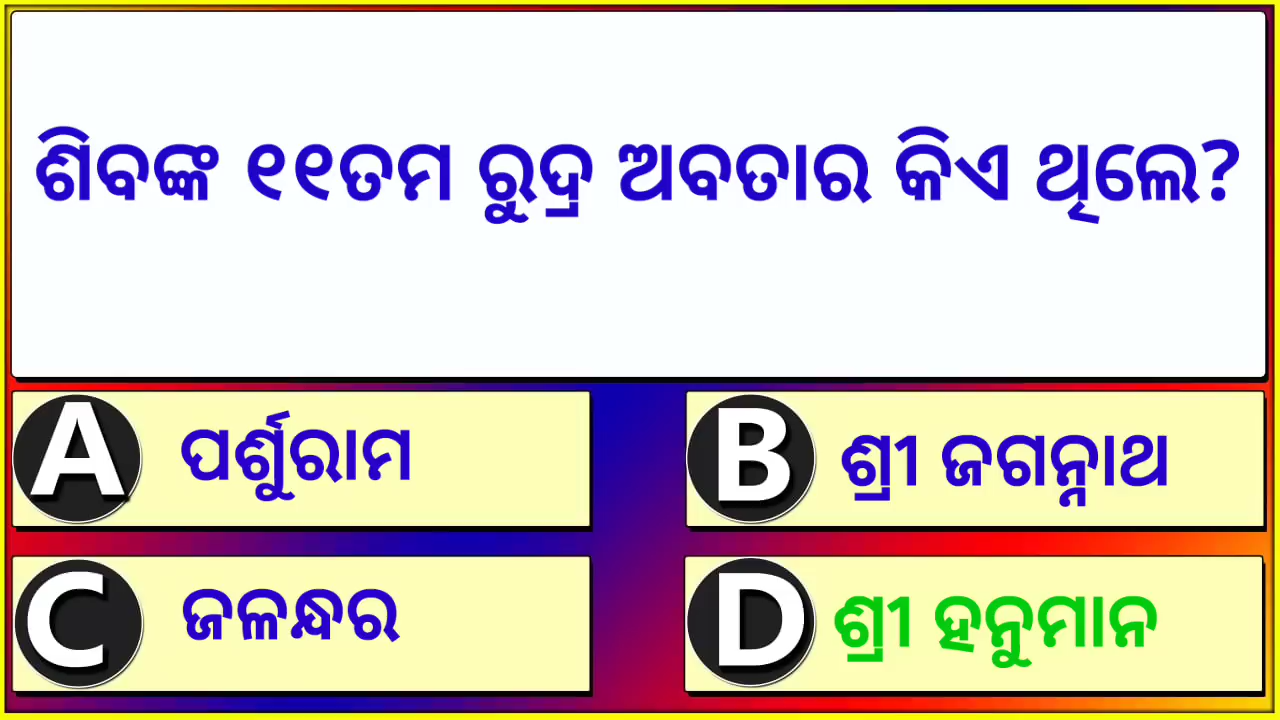 ଶିବଙ୍କ ୧୧ତମ ରୁଦ୍ର ଅବତାର କିଏ ଥିଲେ?
A ପର୍ଶୁରାମ
B ଶ୍ରୀ ଜଗନ୍ନାଥ
C ଜଳନ୍ଧର
D ଶ୍ରୀ ହନୁମାନ